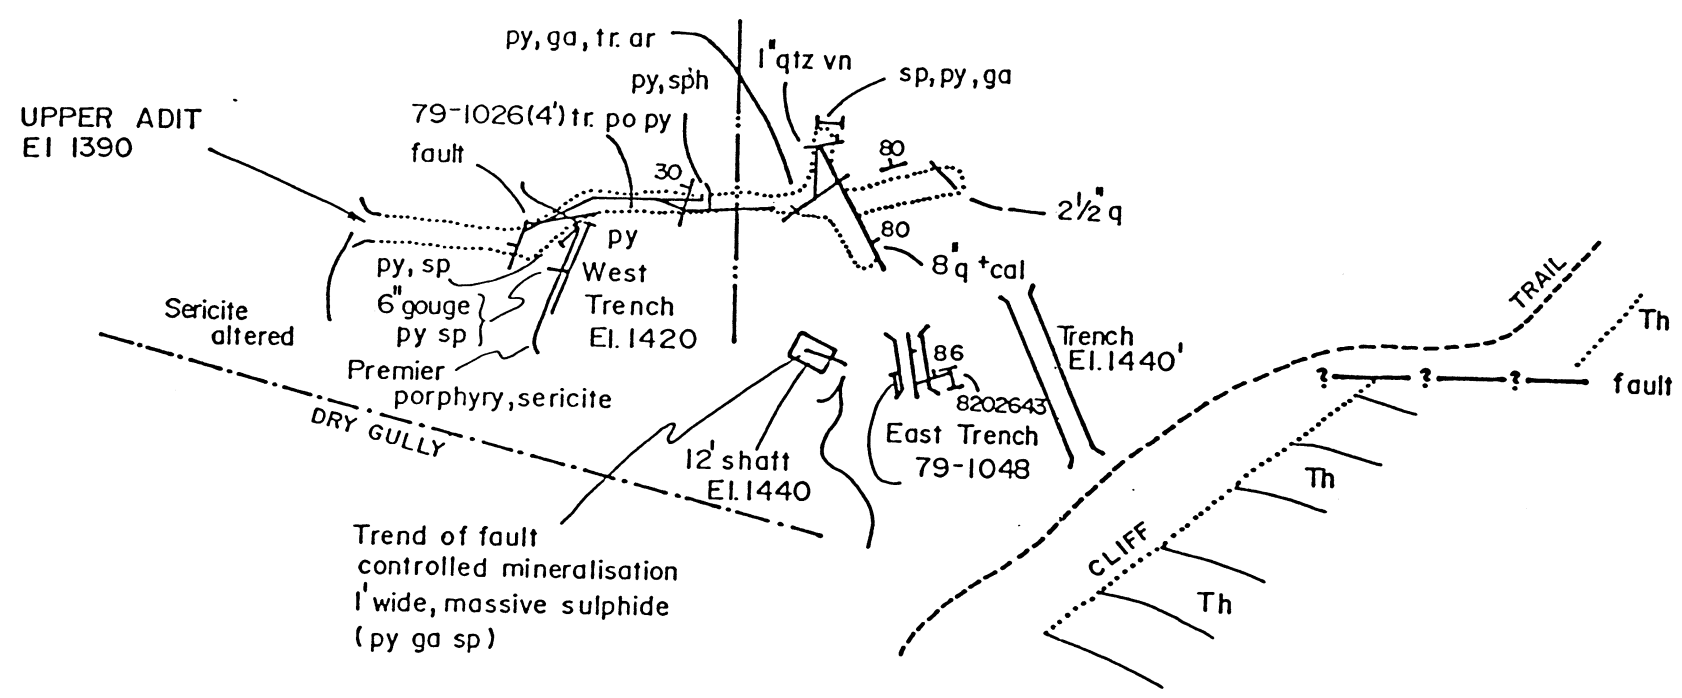 py, ga, tr. ar
1" qtz vn
sp, py, ga
py, sph
UPPER ADIT
El 1390
79-1026(4') tr. po py
fault
30
80
2½" q
80
py
8" q + cal
py, sp
West
Trench
El. 1420
6" gouge
py sp
Sericite
altered
Premier
porphyry, sericite
DRY GULLY
TRAIL
Th
Trench
El. 1440'
fault
86
8202643
East Trench
79-1048
12' shaft
El. 1440
Th
Trend of fault
controlled mineralisation
1' wide, massive sulphide
(py ga sp)
CLIFF
Th
? ? ?